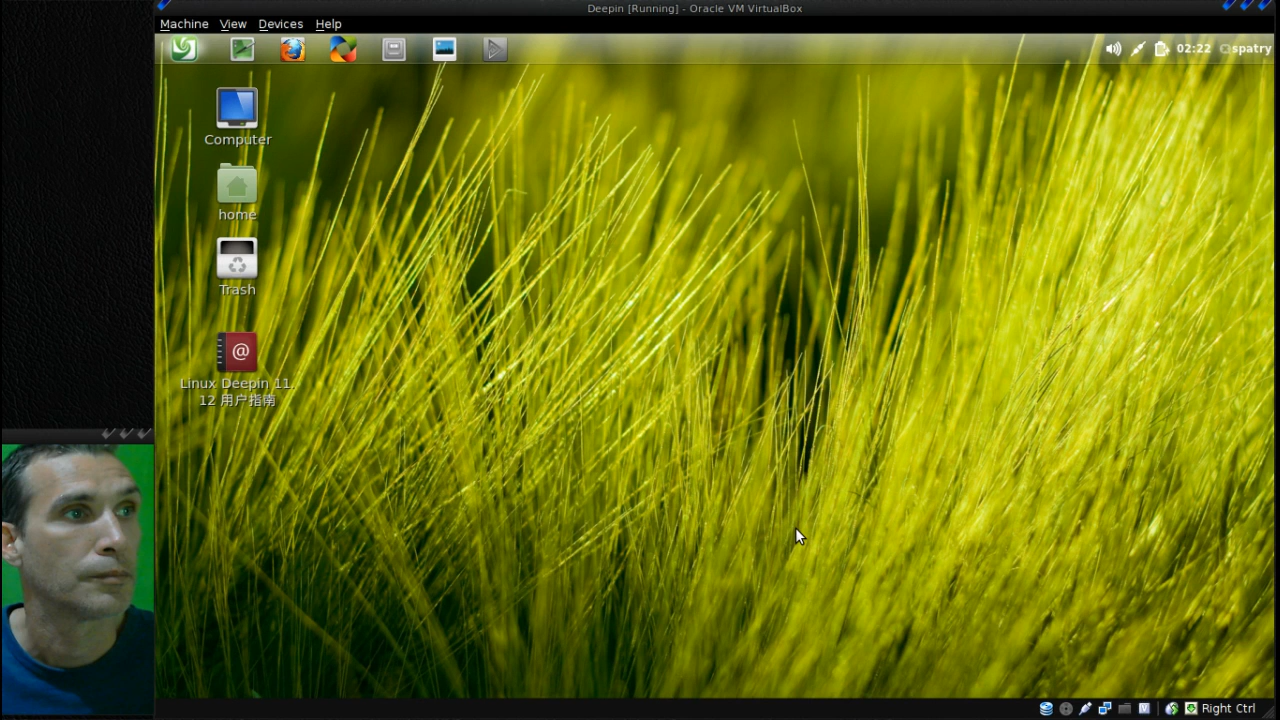 Deepin [Running] - Oracle VM VirtualBox
Machine View Devices Help
02:22 spatry
Computer
home
Trash
@
Linux Deepin 11.
12 用户指南
Right Ctrl